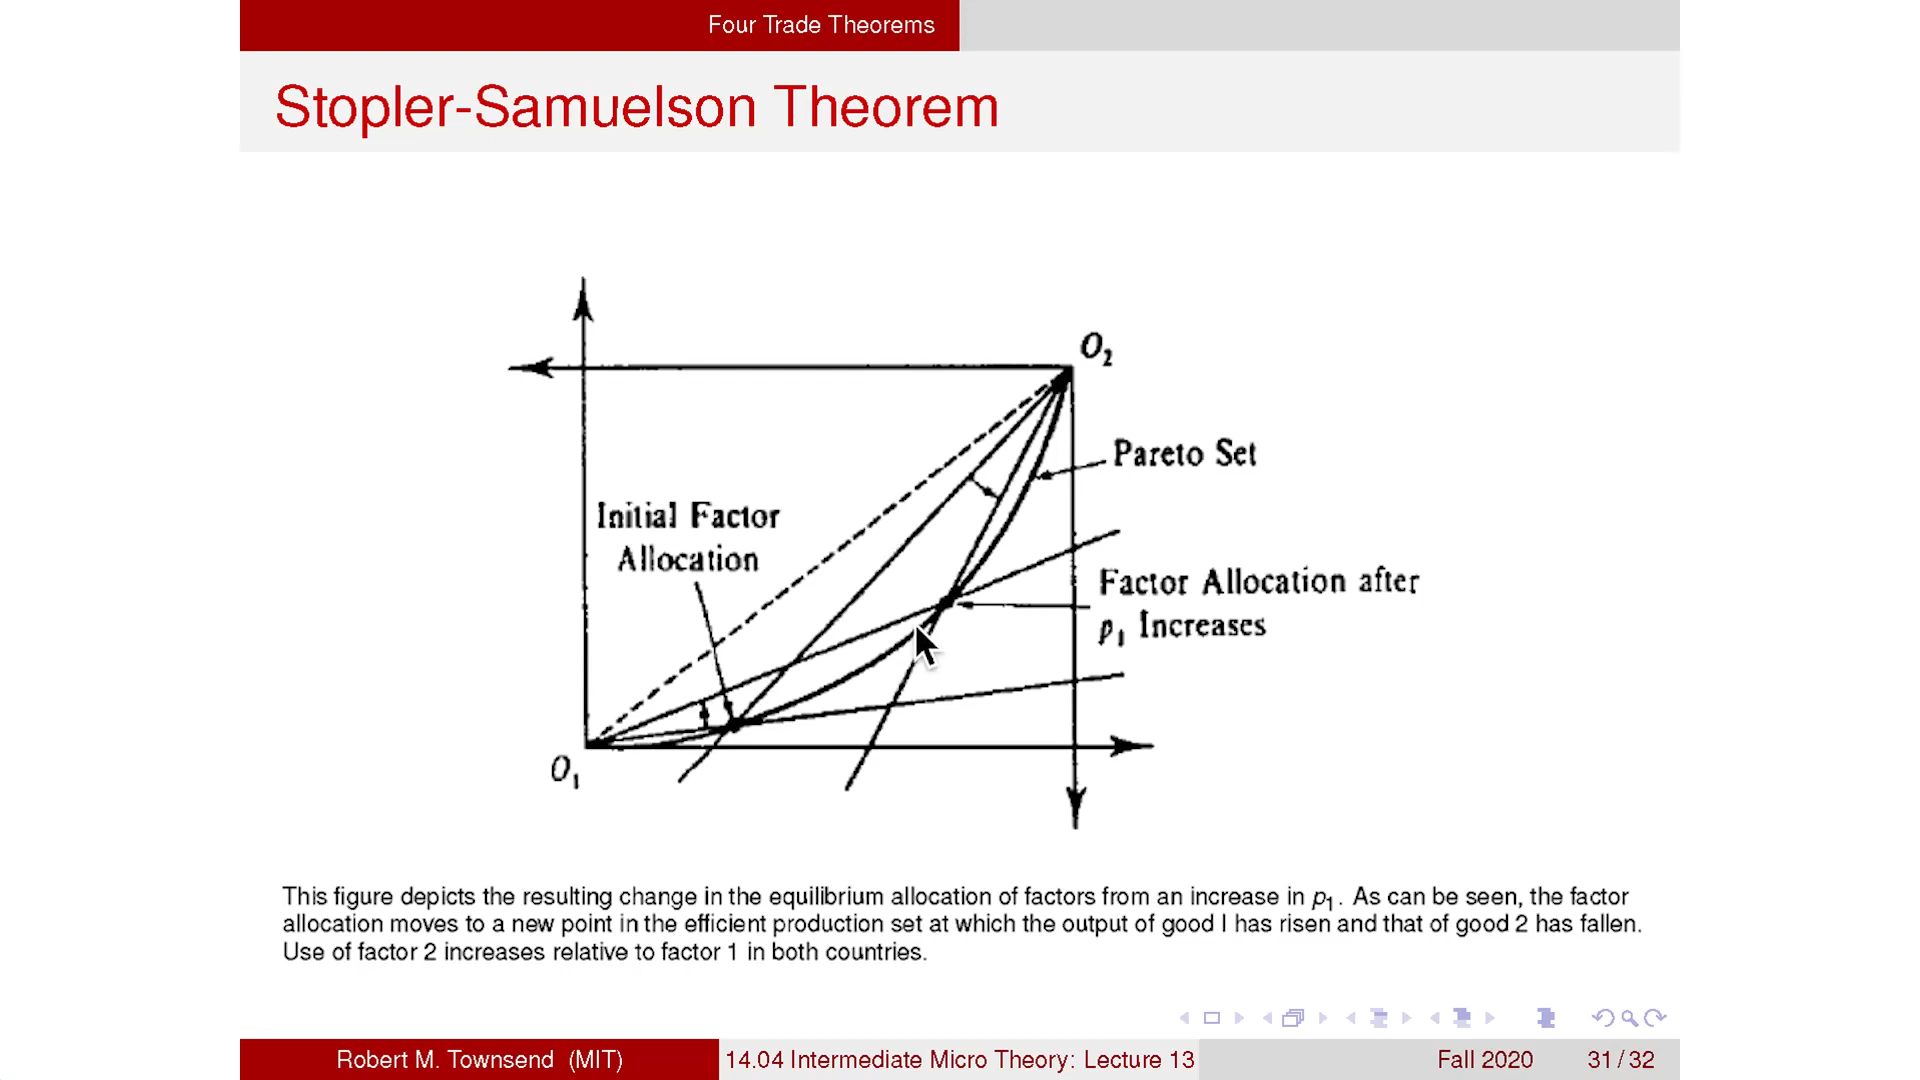 Four Trade Theorems
Stopler-Samuelson Theorem
O₂
Pareto Set
Initial Factor
Allocation
Factor Allocation after
p₁ Increases
O₁
This figure depicts the resulting change in the equilibrium allocation of factors from an increase in p₁. As can be seen, the factor
allocation moves to a new point in the efficient production set at which the output of good I has risen and that of good 2 has fallen.
Use of factor 2 increases relative to factor 1 in both countries.
Robert M. Townsend (MIT)
14.04 Intermediate Micro Theory: Lecture 13
Fall 2020
31 / 32